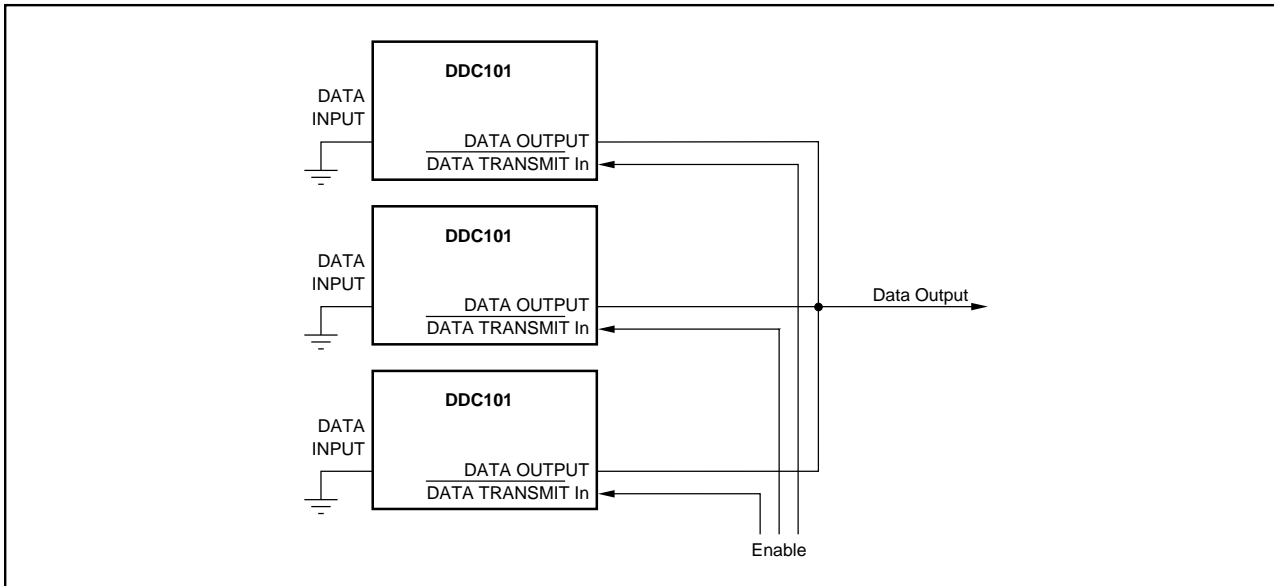 DDC101
DATA
INPUT
DATA OUTPUT
DATA TRANSMIT In
DDC101
DATA
INPUT
DATA OUTPUT
DATA TRANSMIT In
Data Output
DDC101
DATA
INPUT
DATA OUTPUT
DATA TRANSMIT In
Enable